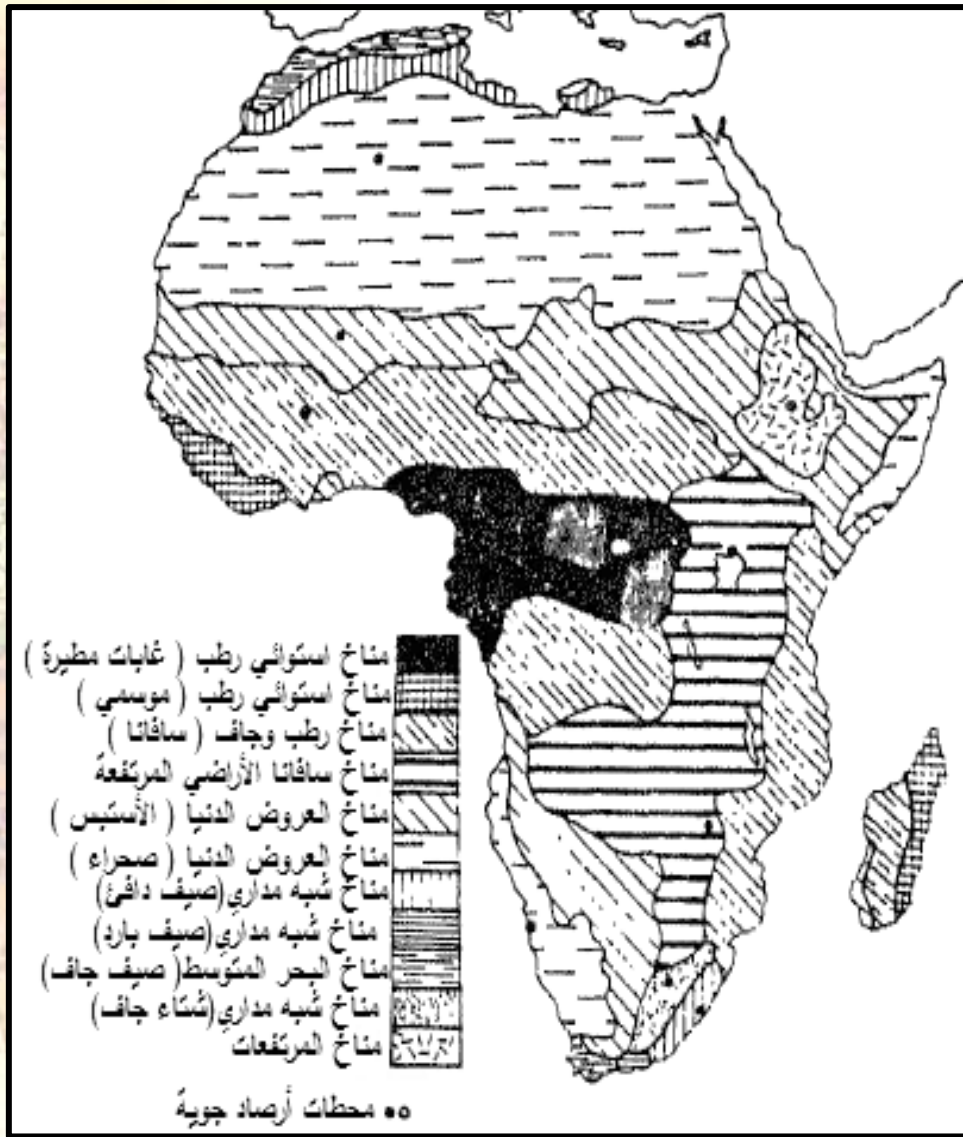 مناخ استوائي رطب ( غابات مطيرة )
مناخ استوائي رطب ( موسمي )
مناخ رطب وجاف ( سافانا )
مناخ سافانا الأراضي المرتفعة
مناخ العروض الدنيا ( الأستبس )
مناخ العروض الدنيا ( صحراء )
مناخ شبه مداري(صيف دافئ)
مناخ شبه مداري(صيف بارد)
مناخ البحر المتوسط( صيف جاف)
مناخ شبه مداري(شتاء جاف)
مناخ المرتفعات
محطات أرصاد جوية